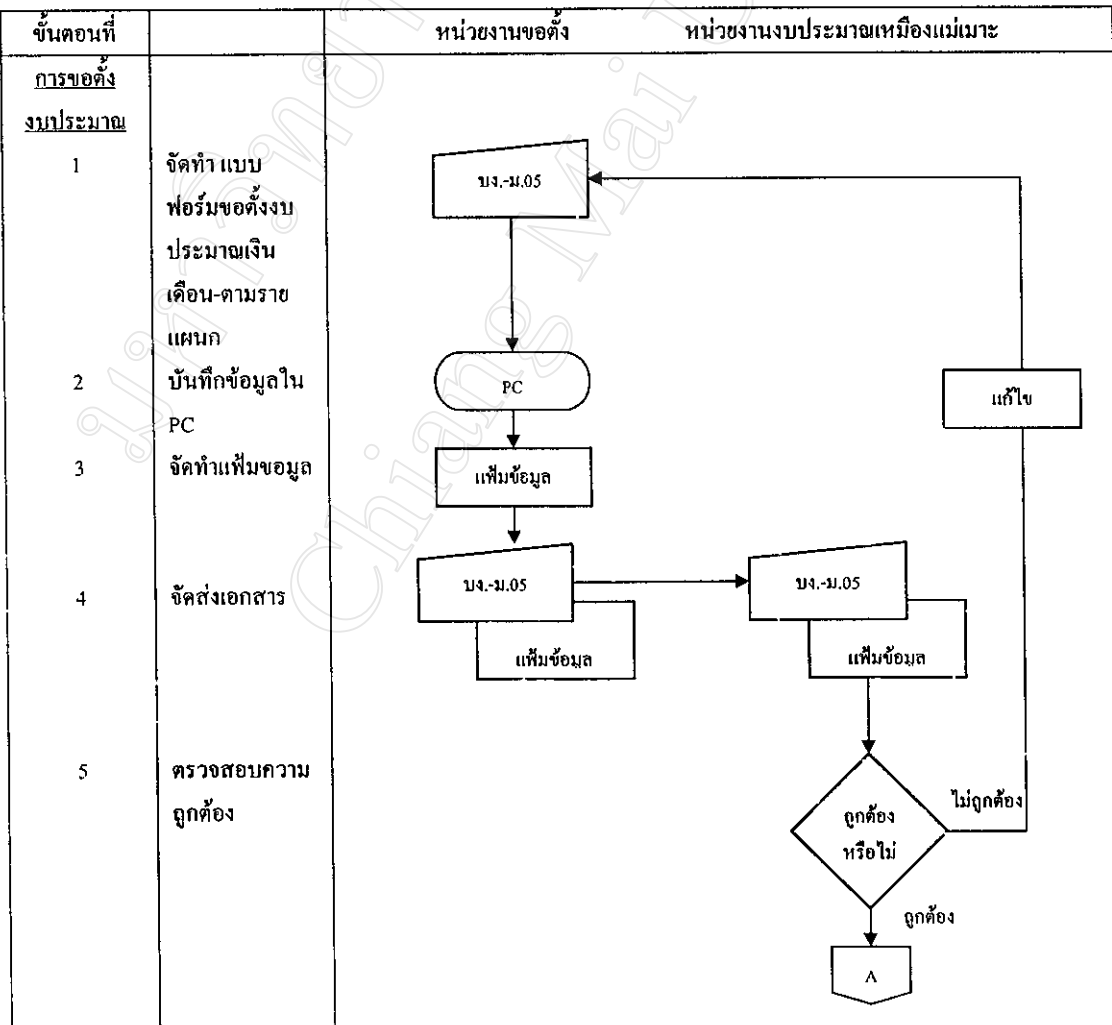 ขั้นตอนที่ หน่วยงานขอตั้ง หน่วยงานงบประมาณเหมืองแม่เมาะ
การขอตั้ง
งบประมาณ
1 จัดทำ แบบ
ฟอร์มขอตั้งงบ
ประมาณเงิน
เดือน-ตามราย
แผนก
บง.-ม.05
2 บันทึกข้อมูลใน
PC
PC
แก้ไข
3 จัดทำแฟ้มขอมูล
แฟ้มข้อมูล
4 จัดส่งเอกสาร
บง.-ม.05
แฟ้มข้อมูล
บง.-ม.05
แฟ้มข้อมูล
5 ตรวจสอบความ
ถูกต้อง
ถูกต้อง
หรือไม่
ไม่ถูกต้อง
ถูกต้อง
A
Chiang Mai